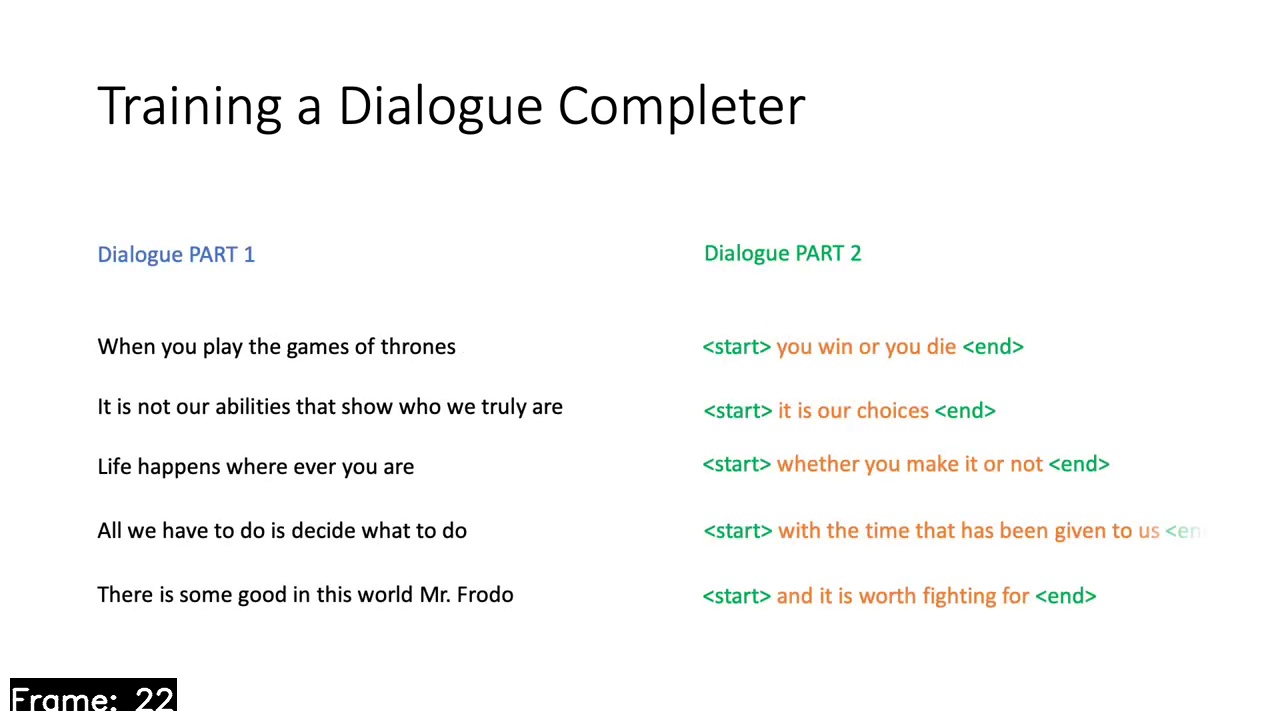 Training a Dialogue Completer
Dialogue PART 1
Dialogue PART 2
When you play the games of thrones
<start> you win or you die <end>
It is not our abilities that show who we truly are
<start> it is our choices <end>
Life happens where ever you are
<start> whether you make it or not <end>
All we have to do is decide what to do
<start> with the time that has been given to us <en
There is some good in this world Mr. Frodo
<start> and it is worth fighting for <end>
Frame: 22